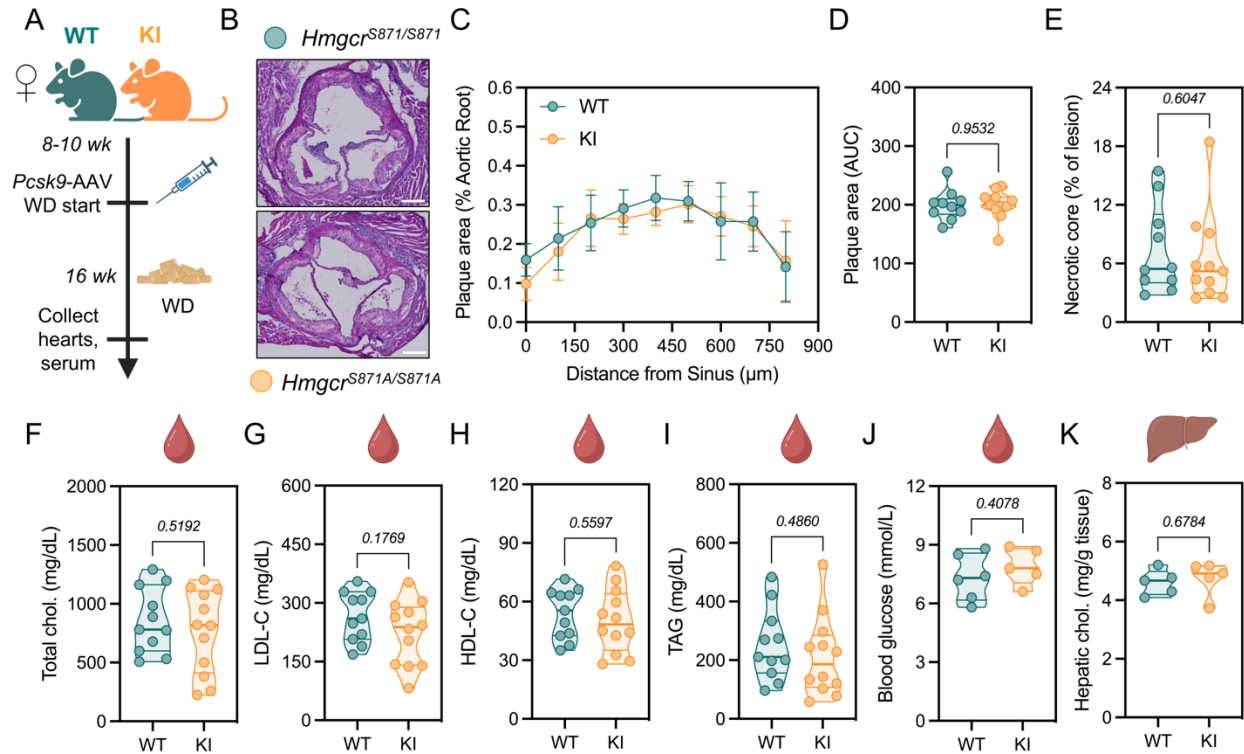 A
WT KI
♀
8-10 wk
Pcsk9-AAV
WD start
16 wk
WD
Collect
hearts,
serum
B
Hmgcr^S871/S871
Hmgcr^S871A/S871A
C
Plaque area (% Aortic Root)
0.6
0.5
0.4
0.3
0.2
0.1
0.0
WT
KI
0 150 300 450 600 750 900
Distance from Sinus (µm)
D
Plaque area (AUC)
400
300
200
100
0
0.9532
WT KI
E
Necrotic core (% of lesion)
24
18
12
6
0
0.6047
WT KI
F
Total chol. (mg/dL)
2000
1500
1000
500
0
0.5192
WT KI
G
LDL-C (mg/dL)
600
450
300
150
0
0.1769
WT KI
H
HDL-C (mg/dL)
120
90
60
30
0
0.5597
WT KI
I
TAG (mg/dL)
800
600
400
200
0
0.4860
WT KI
J
Blood glucose (mmol/L)
12
9
6
3
0
0.4078
WT KI
K
Hepatic chol. (mg/g tissue)
8
6
4
2
0
0.6784
WT KI